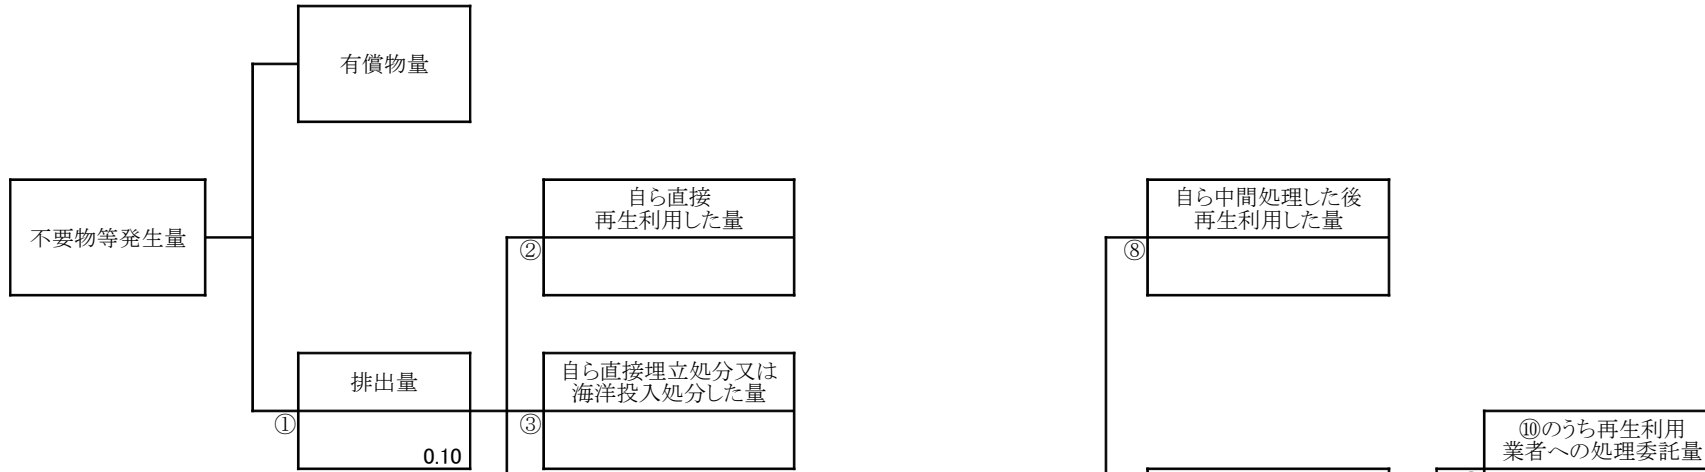 有償物量
不要物等発生量
自ら直接
再生利用した量
②
自ら中間処理した後
再生利用した量
⑧
排出量
①
0.10
自ら直接埋立処分又は
海洋投入処分した量
③
⑩のうち再生利用
業者への処理委託量